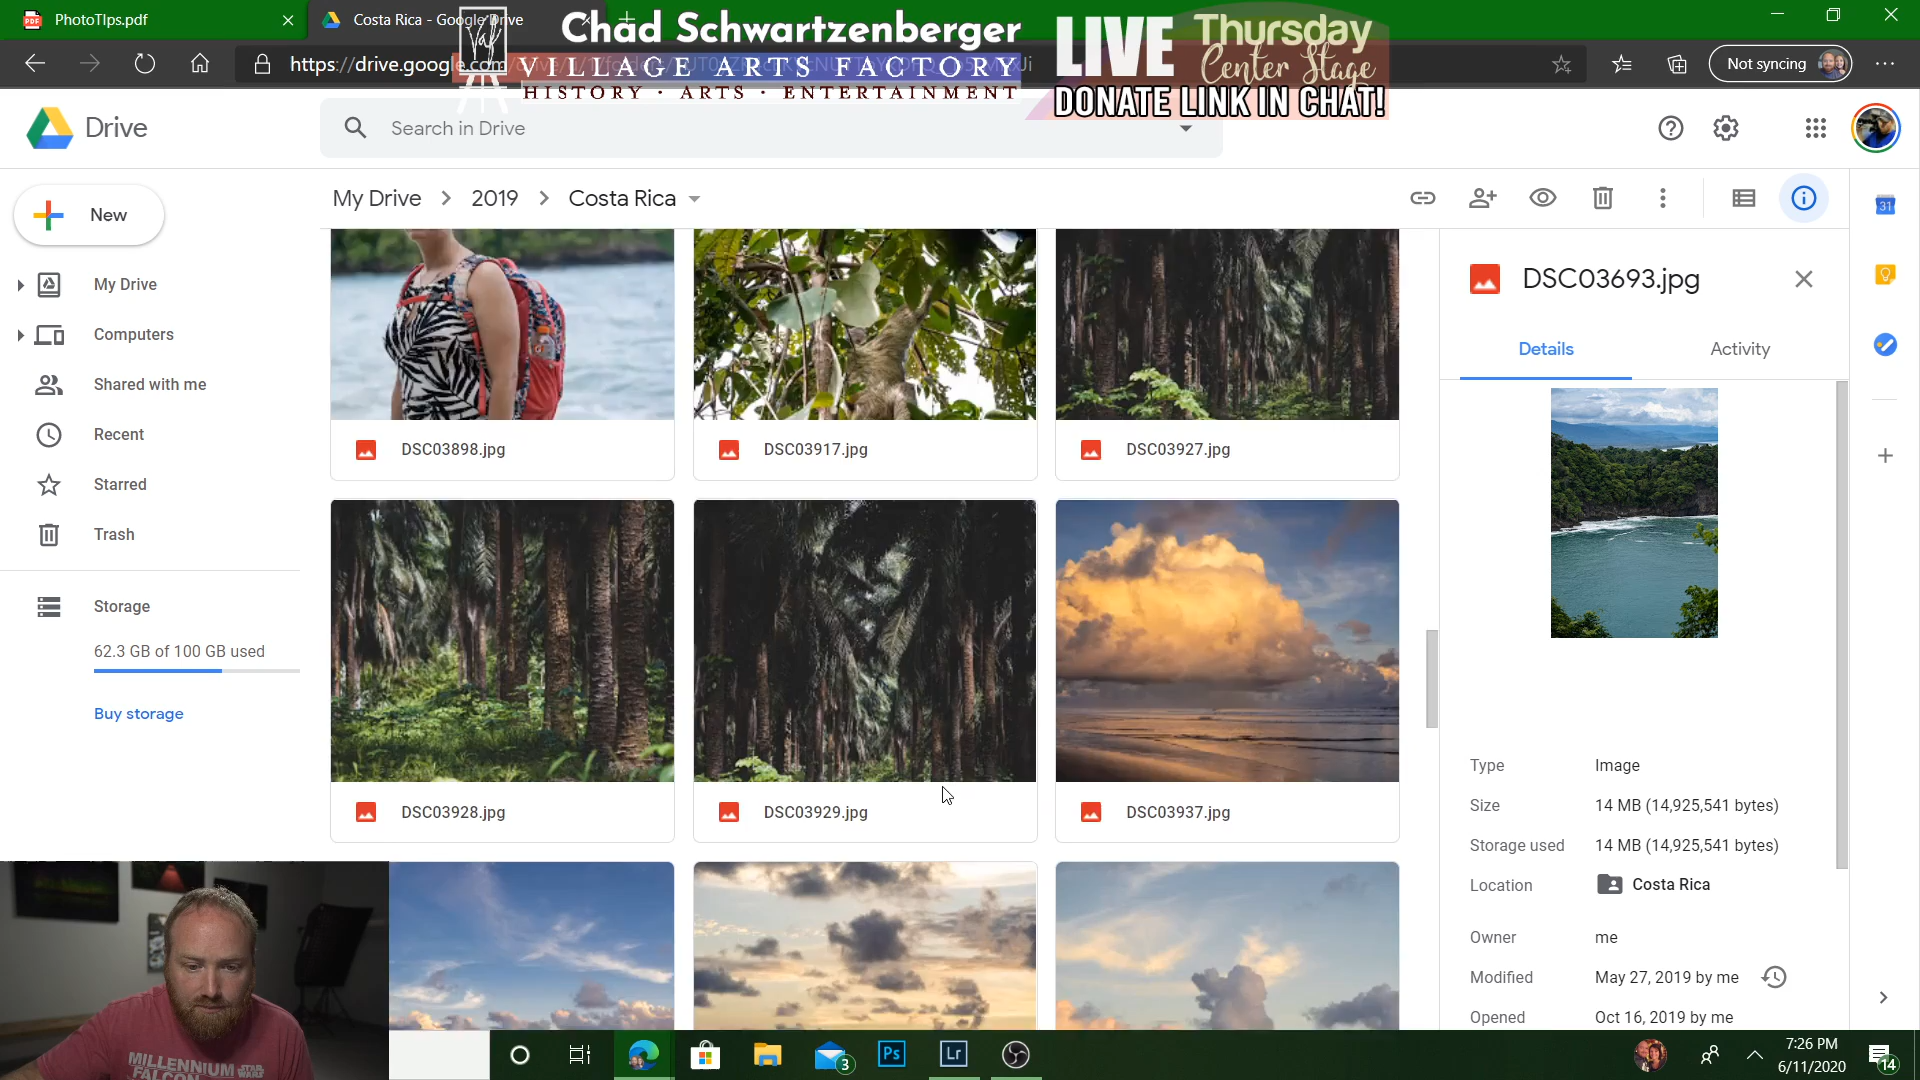 PhotoTIps.pdf
Costa Rica - Google Drive
Vaf
Chad Schwartzenberger
VILLAGE ARTS FACTORY
HISTORY · ARTS · ENTERTAINMENT
LIVE Thursday
Center Stage
DONATE LINK IN CHAT!
https://drive.google.com
Not syncing
Drive
Search in Drive
New
My Drive
2019
Costa Rica
31
My Drive
Computers
Shared with me
Recent
Starred
Trash
Storage
62.3 GB of 100 GB used
Buy storage
DSC03898.jpg
DSC03917.jpg
DSC03927.jpg
DSC03928.jpg
DSC03929.jpg
DSC03937.jpg
DSC03693.jpg
Details
Activity
Type
Image
Size
14 MB (14,925,541 bytes)
Storage used
14 MB (14,925,541 bytes)
Location
Costa Rica
Owner
me
Modified
May 27, 2019 by me
Opened
Oct 16, 2019 by me
MILLENNIUM
FALCON
STAR
WARS
3
Ps
Lr
7:26 PM
6/11/2020
14